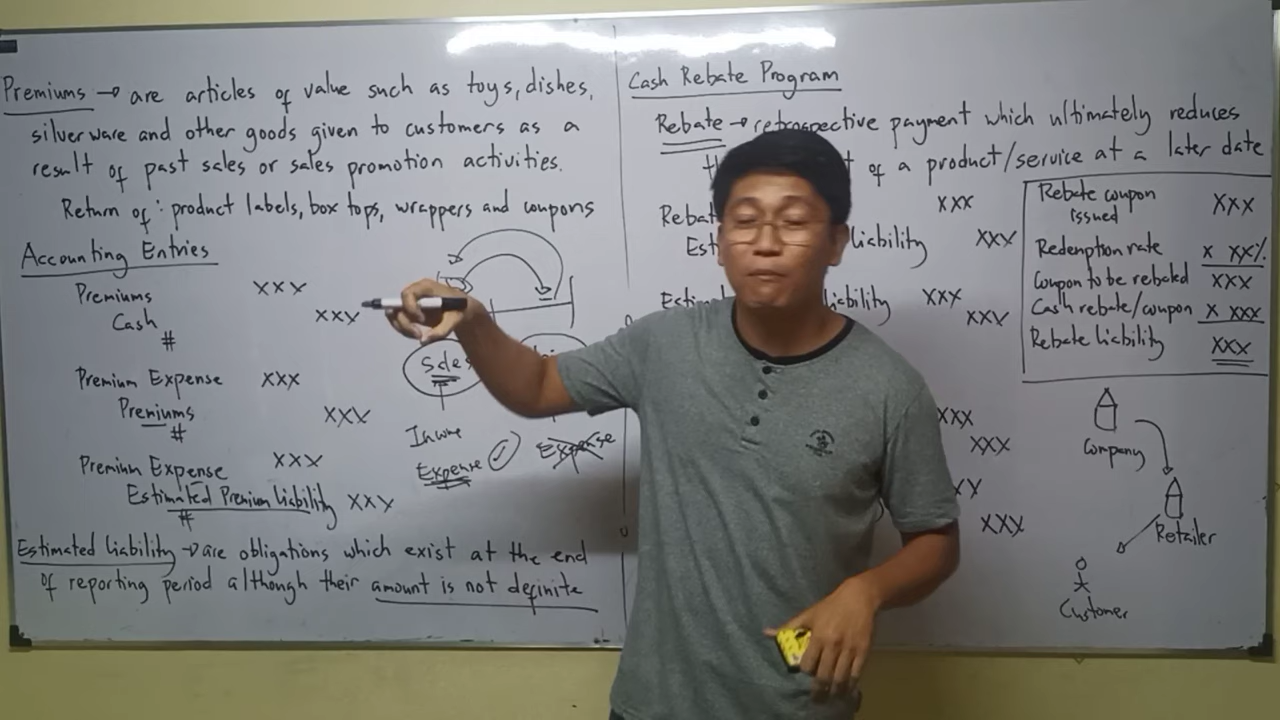 Premiums → are articles of value such as toys, dishes,
silverware and other goods given to customers as a
result of past sales or sales promotion activities.
Return of: product labels, box tops, wrappers and coupons
Accounting Entries
Premiums XXX
Cash XXX
#
Premium Expense XXX
Premiums XXX
#
Premium Expense XXX
Estimated Premium Liability XXX
#
Sales
Income
Expense
Expense
Estimated Liability → are obligations which exist at the end
of reporting period although their amount is not definite
Cash Rebate Program
Rebate → retrospective payment which ultimately reduces
of a product/service at a later date
XXX
Liability XXX
Liability XXX
XXX
XXX
XXX
XXX
Rebate coupon
issued XXX
Redemption rate X XX%
Coupon to be rebated XXX
Cash rebate/coupon X XXX
Rebate liability XXX
Company
Retailer
Customer